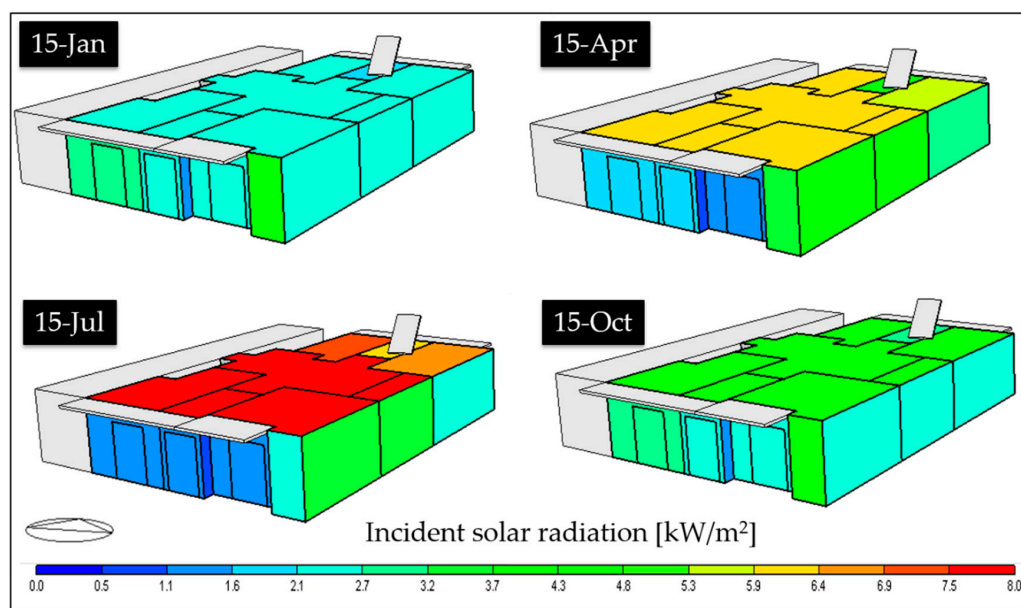 15-Jan
15-Apr
15-Jul
15-Oct
Incident solar radiation [kW/m²]
0.0 0.5 1.1 1.6 2.1 2.7 3.2 3.7 4.3 4.8 5.3 5.9 6.4 6.9 7.5 8.0